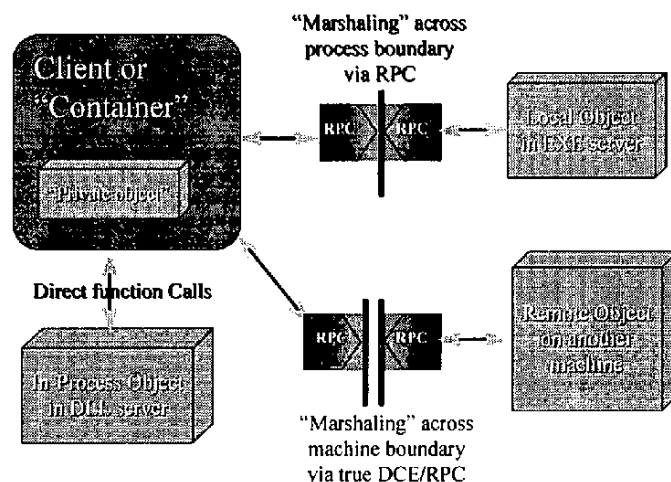 “Marshaling” across
process boundary
via RPC
Client or
“Container”
“Private object”
RPC
RPC
Local Object
in EXE server
Direct function Calls
In Process Object
in DLL server
RPC
RPC
Remote Object
on another
machine
“Marshaling” across
machine boundary
via true DCE/RPC